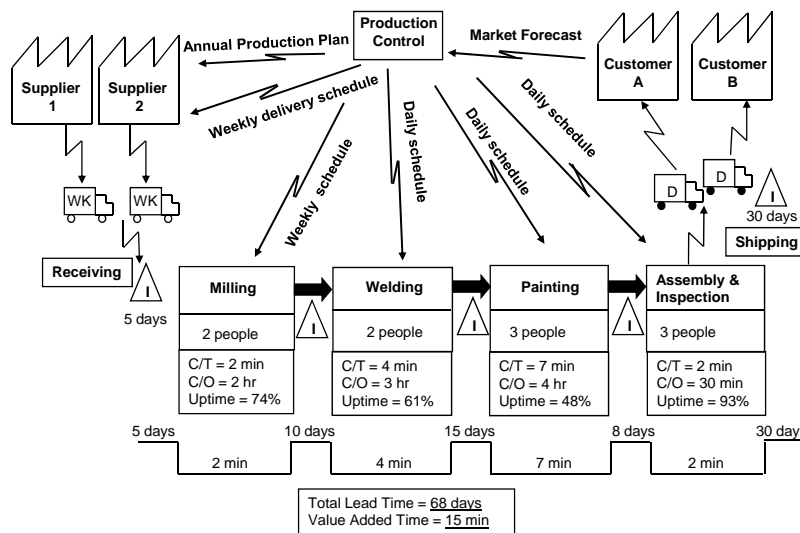 Production
Control
Annual Production Plan
Market Forecast
Supplier
1
Supplier
2
Customer
A
Customer
B
Weekly delivery schedule
Weekly schedule
Daily schedule
Daily schedule
Daily schedule
WK
WK
D
D
I
30 days
Shipping
Receiving
I
5 days
Milling
2 people
C/T = 2 min
C/O = 2 hr
Uptime = 74%
I
Welding
2 people
C/T = 4 min
C/O = 3 hr
Uptime = 61%
I
Painting
3 people
C/T = 7 min
C/O = 4 hr
Uptime = 48%
I
Assembly &
Inspection
3 people
C/T = 2 min
C/O = 30 min
Uptime = 93%
5 days
10 days
15 days
8 days
30 days
2 min
4 min
7 min
2 min
Total Lead Time = 68 days
Value Added Time = 15 min